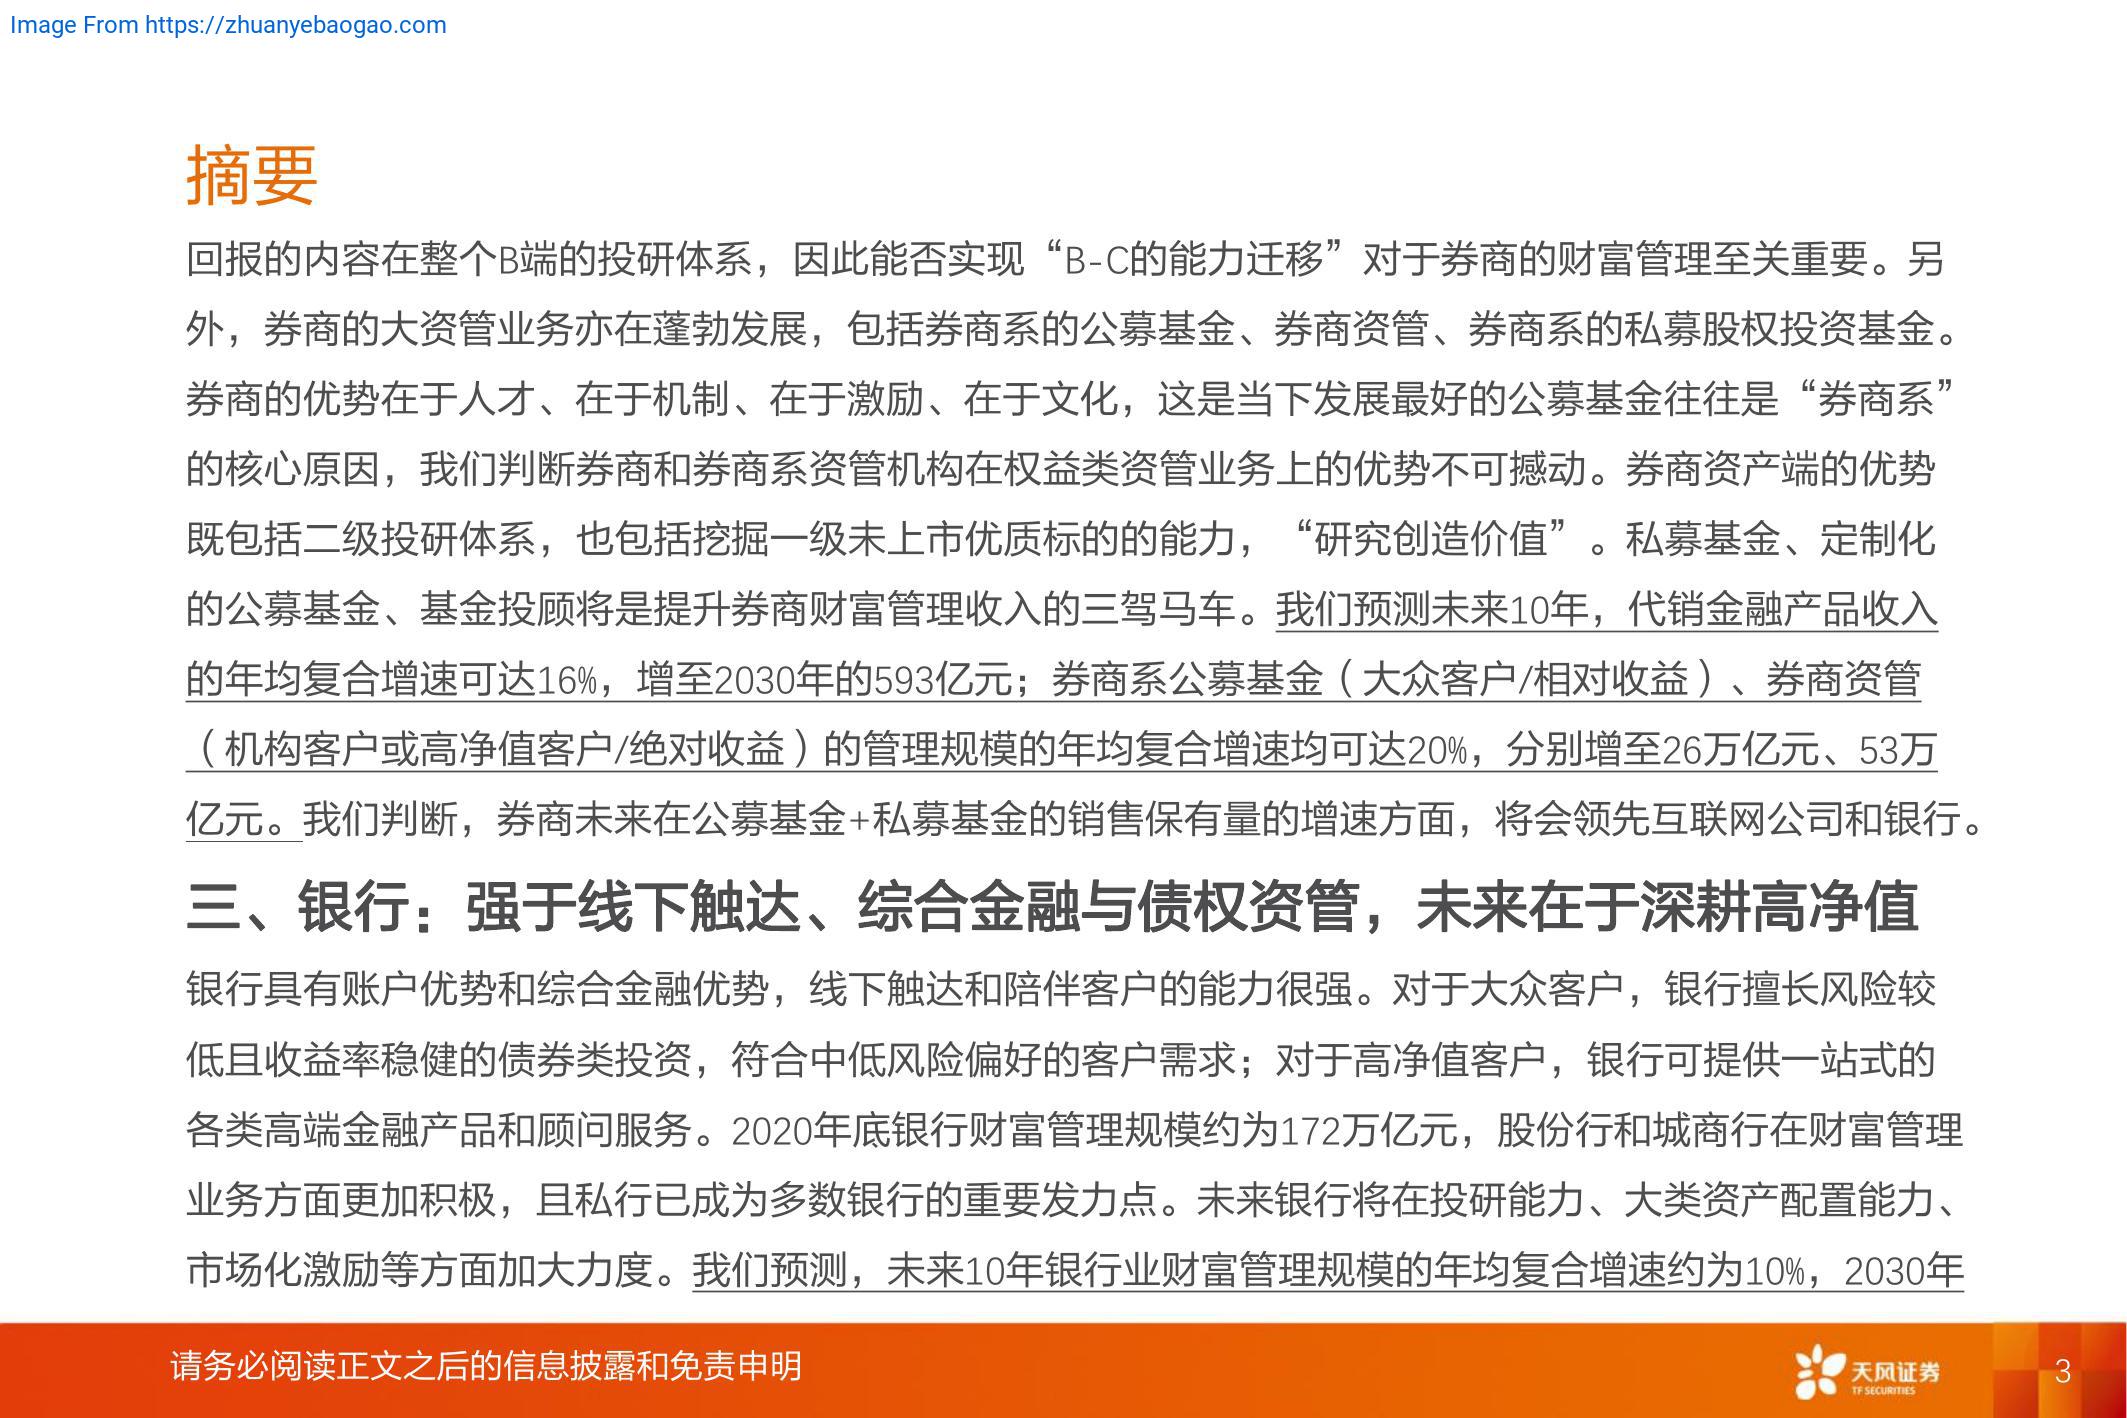 Image From https://zhuanyebaogao.com
摘要
回报的内容在整个B端的投研体系，因此能否实现“B-C的能力迁移”对于券商的财富管理至关重要。另
外，券商的大资管业务亦在蓬勃发展，包括券商系的公募基金、券商资管、券商系的私募股权投资基金。
券商的优势在于人才、在于机制、在于激励、在于文化，这是当下发展最好的公募基金往往是“券商系”
的核心原因，我们判断券商和券商系资管机构在权益类资管业务上的优势不可撼动。券商资产端的优势
既包括二级投研体系，也包括挖掘一级未上市优质标的的能力，“研究创造价值”。私募基金、定制化
的公募基金、基金投顾将是提升券商财富管理收入的三驾马车。我们预测未来10年，代销金融产品收入
的年均复合增速可达16%，增至2030年的593亿元；券商系公募基金（大众客户/相对收益）、券商资管
（机构客户或高净值客户/绝对收益）的管理规模的年均复合增速均可达20%，分别增至26万亿元、53万
亿元。我们判断，券商未来在公募基金+私募基金的销售保有量的增速方面，将会领先互联网公司和银行。
三、银行：强于线下触达、综合金融与债权资管，未来在于深耕高净值
银行具有账户优势和综合金融优势，线下触达和陪伴客户的能力很强。对于大众客户，银行擅长风险较
低且收益率稳健的债券类投资，符合中低风险偏好的客户需求；对于高净值客户，银行可提供一站式的
各类高端金融产品和顾问服务。2020年底银行财富管理规模约为172万亿元，股份行和城商行在财富管理
业务方面更加积极，且私行已成为多数银行的重要发力点。未来银行将在投研能力、大类资产配置能力、
市场化激励等方面加大力度。我们预测，未来10年银行业财富管理规模的年均复合增速约为10%，2030年
请务必阅读正文之后的信息披露和免责申明
天风证券
TF SECURITIES
3